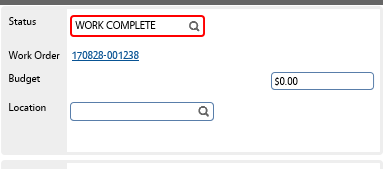 Status WORK COMPLETE
Work Order 170828-001238
Budget $0.00
Location